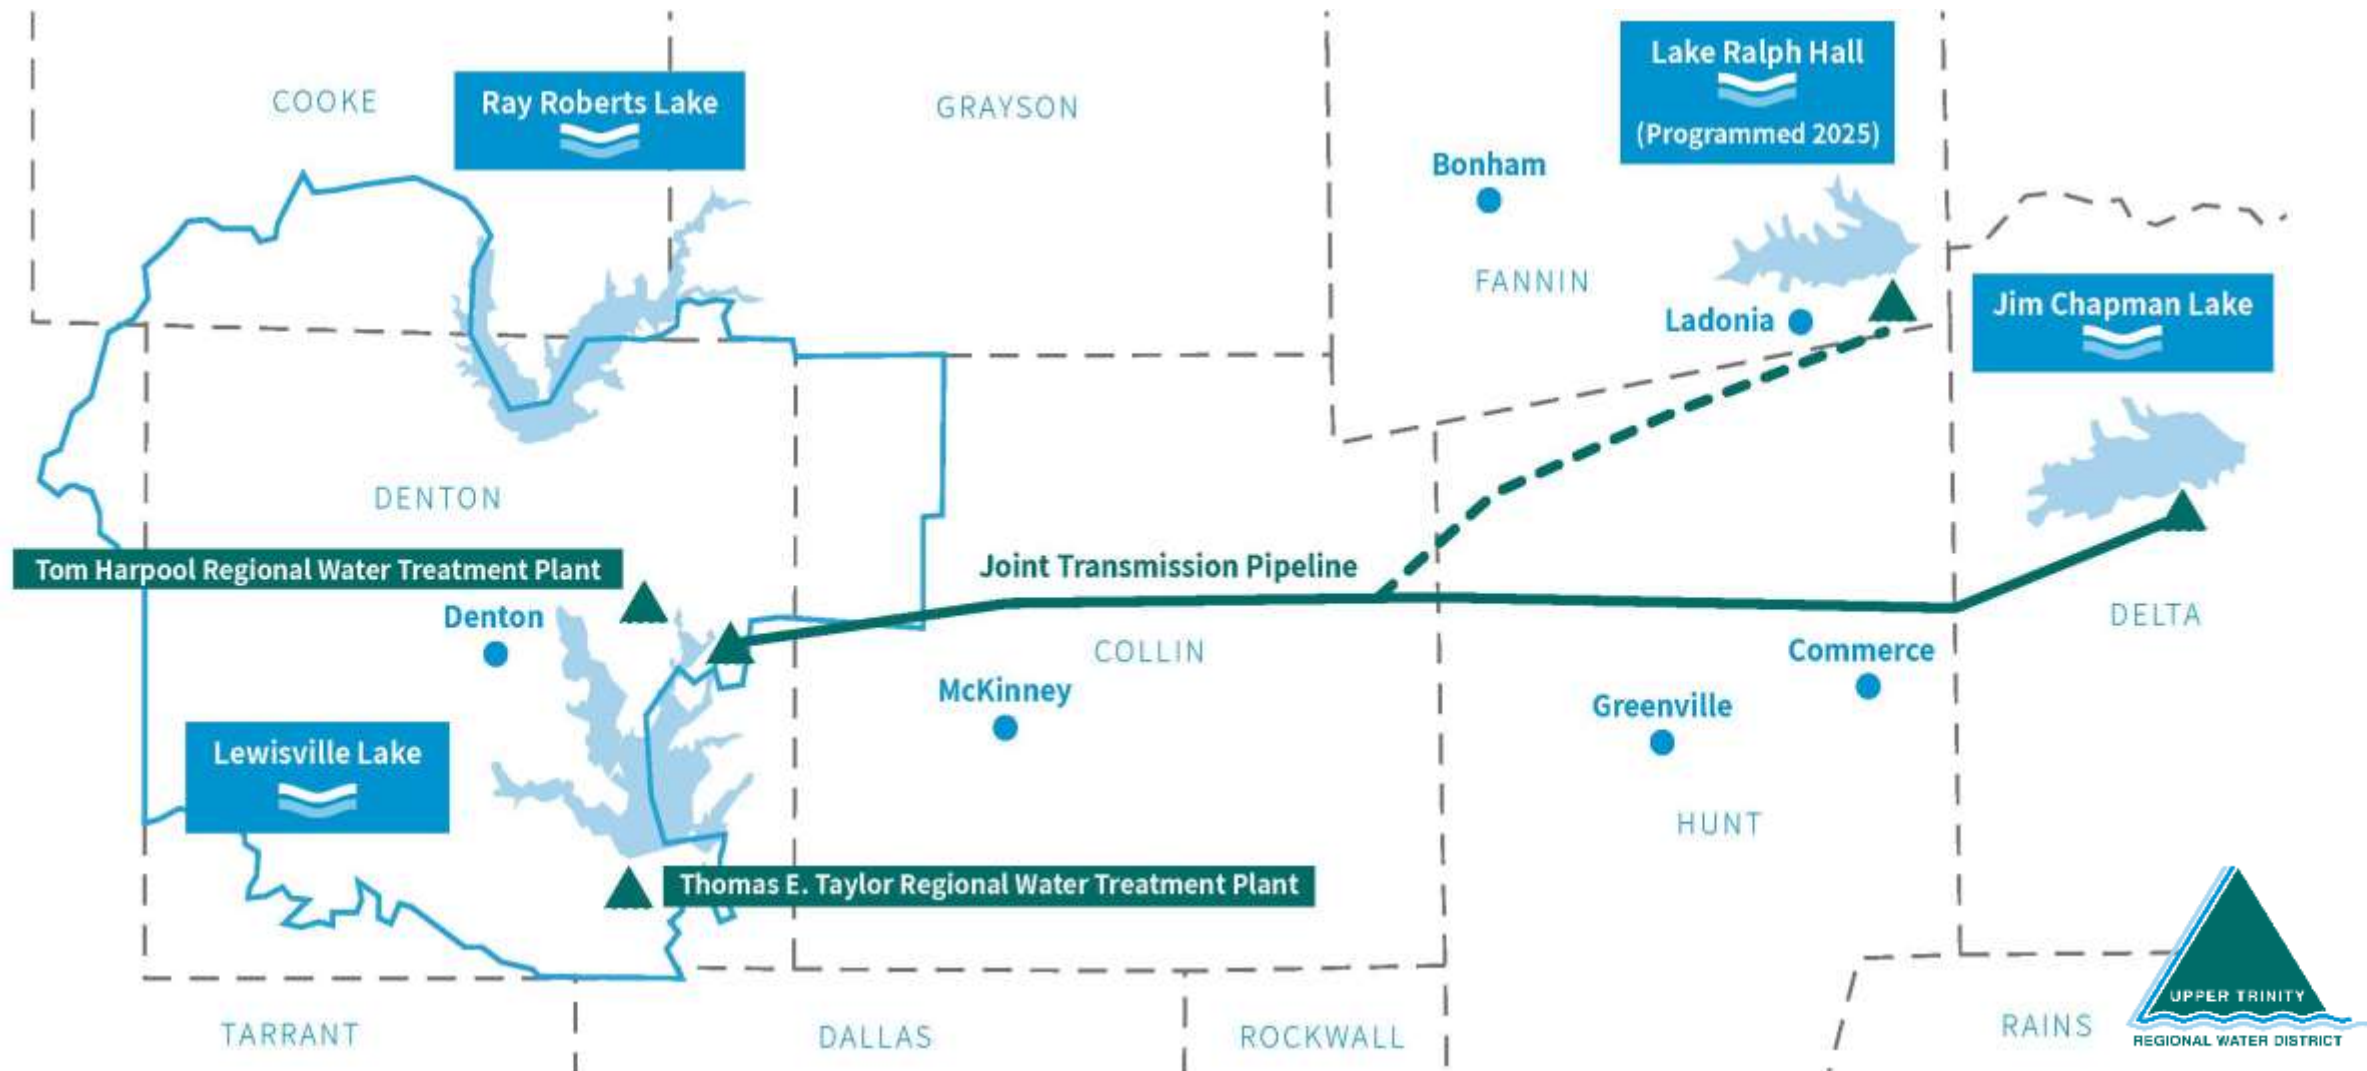 Lake Ralph Hall
(Programmed 2025)
COOKE
Ray Roberts Lake
GRAYSON
Bonham
FANNIN
Ladonia
Jim Chapman Lake
DENTON
Tom Harpool Regional Water Treatment Plant
Joint Transmission Pipeline
Denton
DELTA
COLLIN
Commerce
McKinney
Greenville
Lewisville Lake
HUNT
Thomas E. Taylor Regional Water Treatment Plant
TARRANT
DALLAS
ROCKWALL
RAINS
UPPER TRINITY
REGIONAL WATER DISTRICT